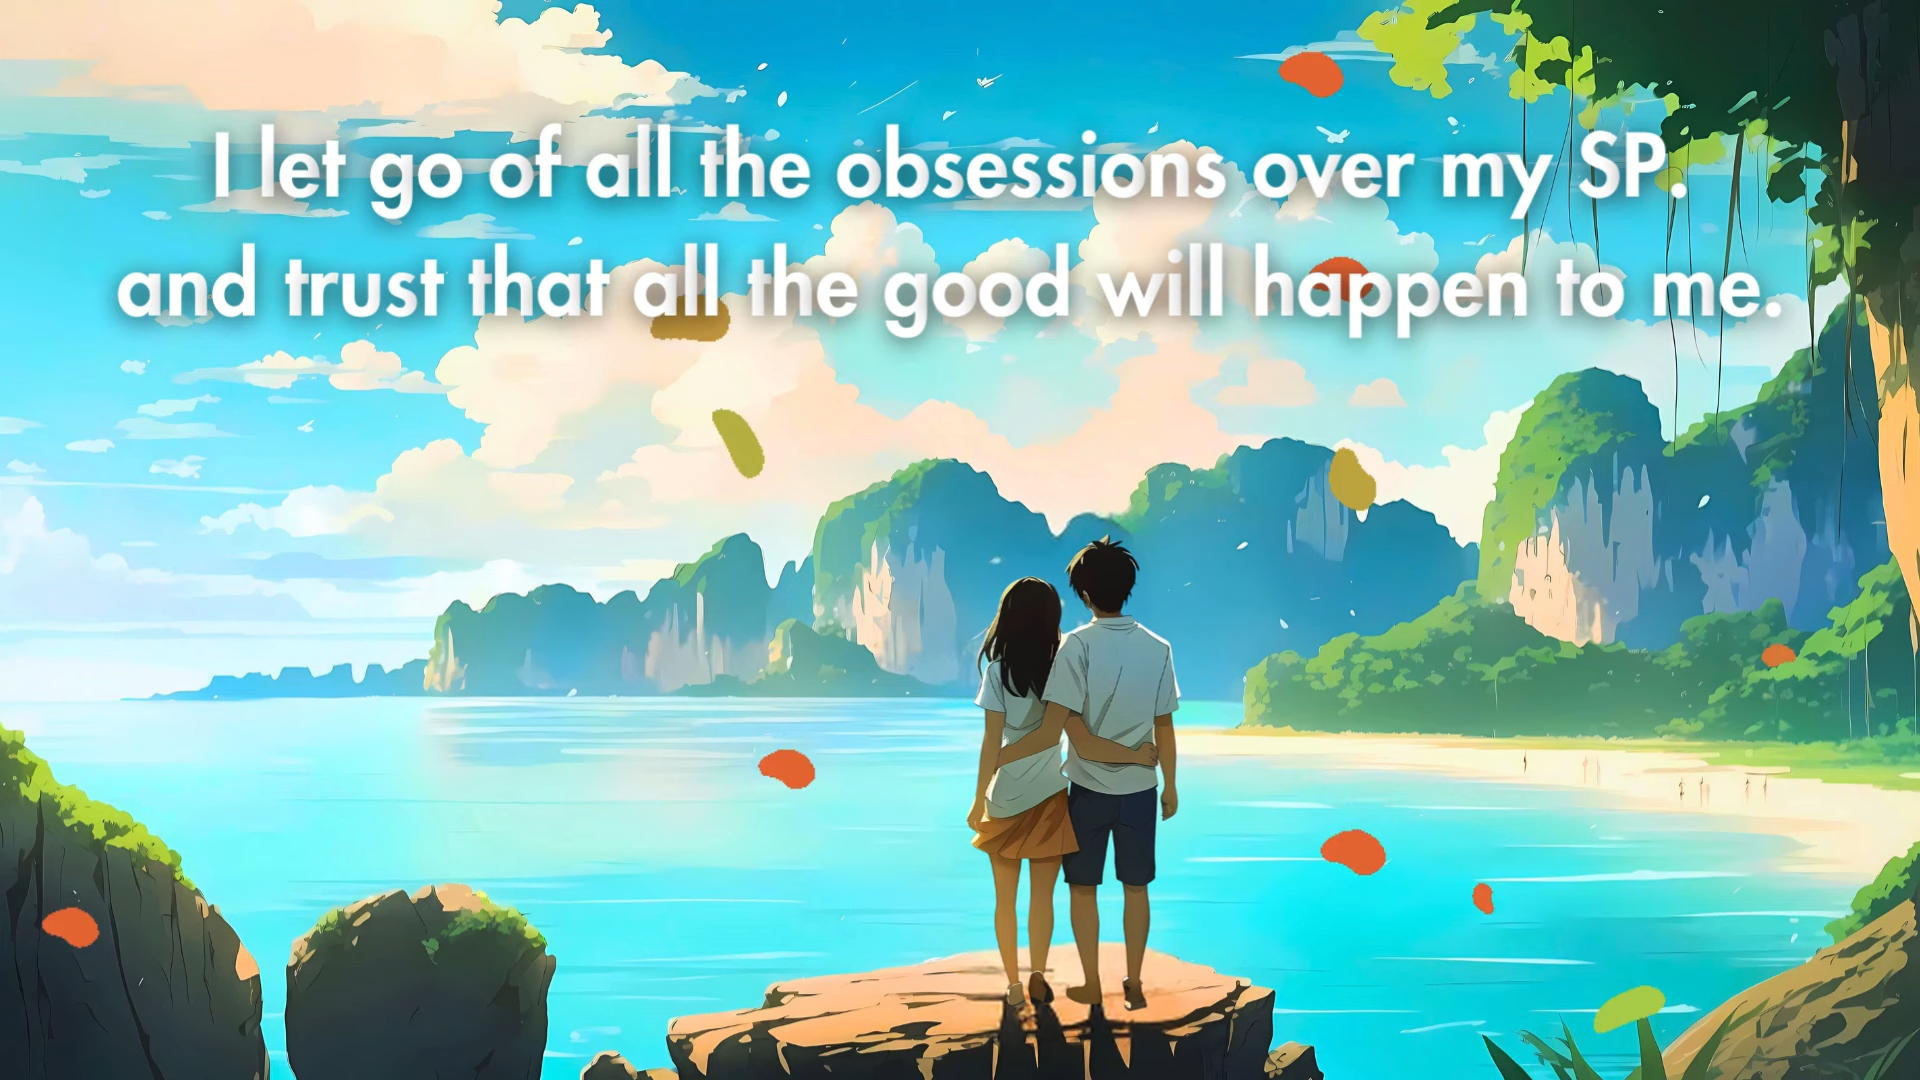 I let go of all the obsessions over my SP.
and trust that all the good will happen to me.